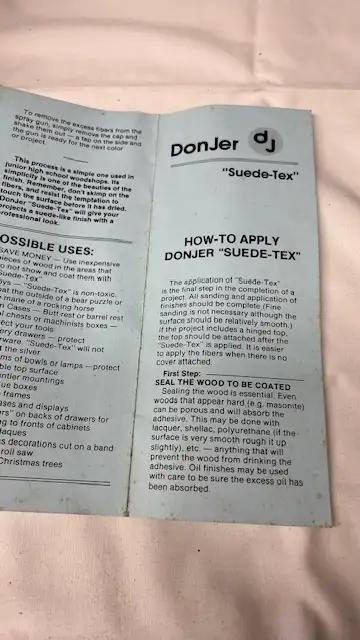 To remove the excess fibers from the
spray gun, simply remove the cap and
shake them out — a tap on the side and
the gun is ready for the next color
or project.
This process is a simple one used in
junior high school woodshops. Its
simplicity is one of the beauties of the
finish. Remember, don't skimp on the
fibers, and resist the temptation to
touch the surface before it has dried.
DonJer "Suede-Tex" will give your
projects a suede-like finish with a
professional look.
OSSIBLE USES:
SAVE MONEY — Use inexpensive
pieces of wood in the areas that
do not show and coat them with
Suede-Tex"
oys — "Suede-Tex" is non-toxic.
at the outside of a bear puzzle or
mane of a rocking horse
n Cases — Butt rest or barrel rest
l chests or machinists boxes —
ect your tools
ery drawers — protect
rware. "Suede-Tex" will not
t the silver
ms of bowls or lamps — protect
ble top surface
ntler mountings
ue boxes
frames
ases and displays
ers" on backs of drawers for
g to fronts of cabinets
laques
s decorations cut on a band
roll saw
Christmas trees
DonJer dJ
"Suede-Tex"
HOW-TO APPLY
DONJER "SUEDE-TEX"
The application of "Suede-Tex"
is the final step in the completion of a
project. All sanding and application of
finishes should be complete (Fine
sanding is not necessary although the
surface should be relatively smooth.)
If the project includes a hinged top,
the top should be attached after the
"Suede-Tex" is applied. It is easier
to apply the fibers when there is no
cover attached.
First Step:
SEAL THE WOOD TO BE COATED
Sealing the wood is essential. Even
woods that appear hard,(e.g. masonite)
can be porous and will absorb the
adhesive. This may be done with
lacquer, shellac, polyurethane (if the
surface is very smooth rough it up
slightly), etc. — anything that will
prevent the wood from drinking the
adhesive. Oil finishes may be used
with care to be sure the excess oil has
been absorbed.